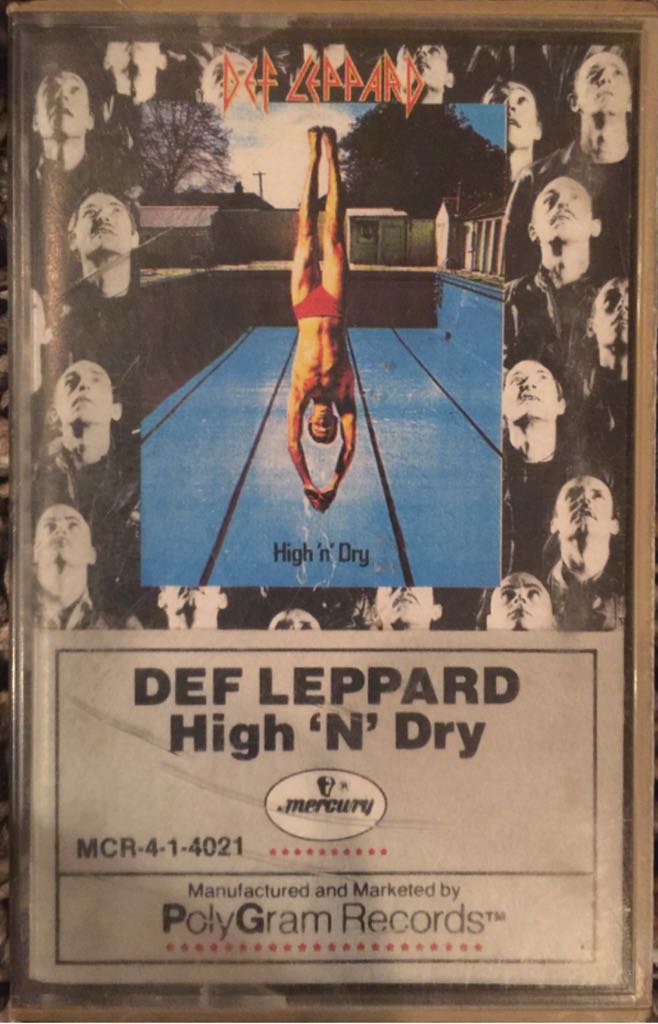 DEF LEPPARD
High 'n' Dry
DEF LEPPARD
High 'N' Dry
mercury
MCR-4-1-4021
Manufactured and Marketed by
PolyGram Records™